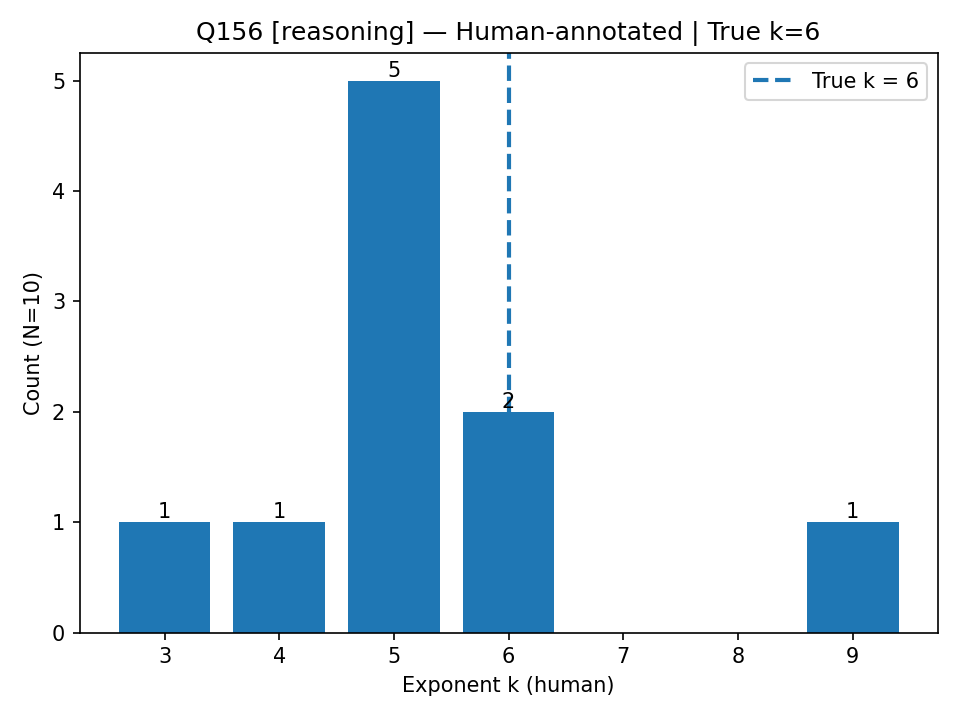 Q156 [reasoning] — Human-annotated | True k=6
True k = 6
5
4
3
2
1
0
Count (N=10)
1
1
5
2
1
3 4 5 6 7 8 9
Exponent k (human)